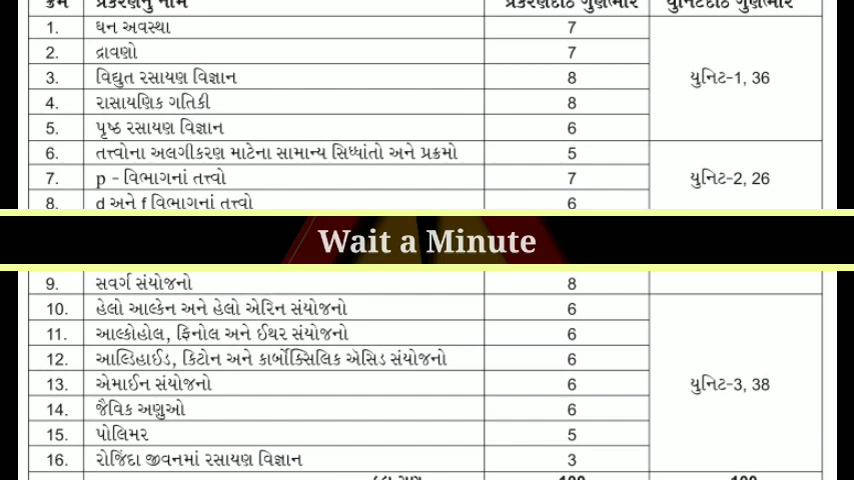 ક્રમ પ્રકરણનું નામ પ્રકરણદીઠ ગુણભાર યુનિટદીઠ ગુણભાર
1. ઘન અવસ્થા 7
2. દ્રાવણો 7
3. વિદ્યુત રસાયણ વિજ્ઞાન 8 યુનિટ-1, 36
4. રાસાયણિક ગતિકી 8
5. પૃષ્ઠ રસાયણ વિજ્ઞાન 6
6. તત્ત્વોના અલગીકરણ માટેના સામાન્ય સિધ્ધાંતો અને પ્રક્રમો 5
7. p - વિભાગનાં તત્ત્વો 7 યુનિટ-2, 26
8. d અને f વિભાગનાં તત્ત્વો 6
Wait a Minute
9. સવર્ગ સંયોજનો 8
10. હેલો આલ્કેન અને હેલો એરિન સંયોજનો 6
11. આલ્કોહોલ, ફિનોલ અને ઈથર સંયોજનો 6
12. આલ્ડિહાઈડ, કિટોન અને કાર્બોક્સિલિક ઍસિડ સંયોજનો 6
13. એમાઈન સંયોજનો 6 યુનિટ-3, 38
14. જૈવિક અણુઓ 6
15. પોલિમર 5
16. રોજિંદા જીવનમાં રસાયણ વિજ્ઞાન 3
કુલ ગુણ 100 100